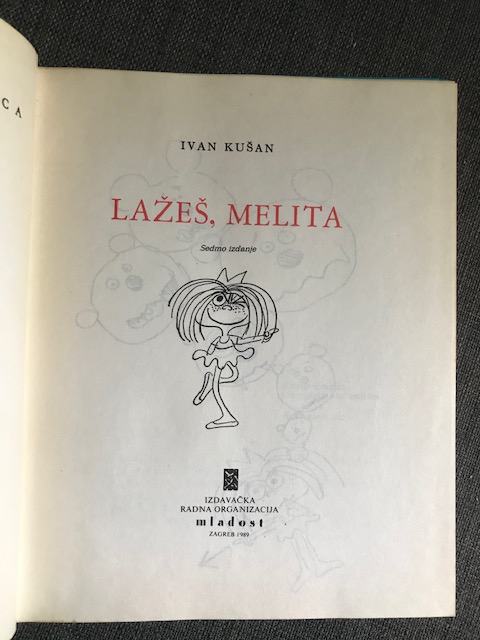 C A
IVAN KUŠAN
LAŽEŠ, MELITA
Sedmo izdanje
IZDAVAČKA
RADNA ORGANIZACIJA
mladost
ZAGREB 1989